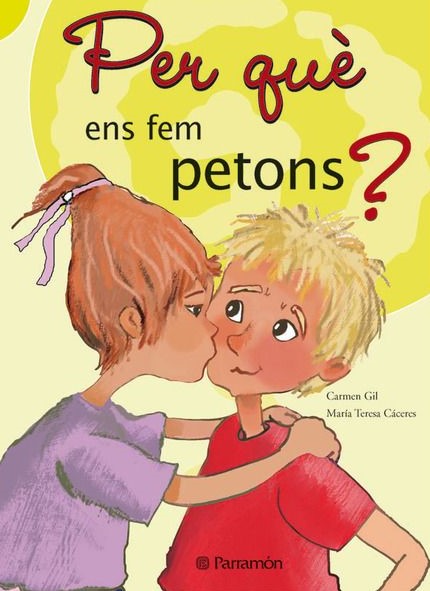 Per què
ens fem
petons?
Carmen Gil
María Teresa Cáceres
Parramón